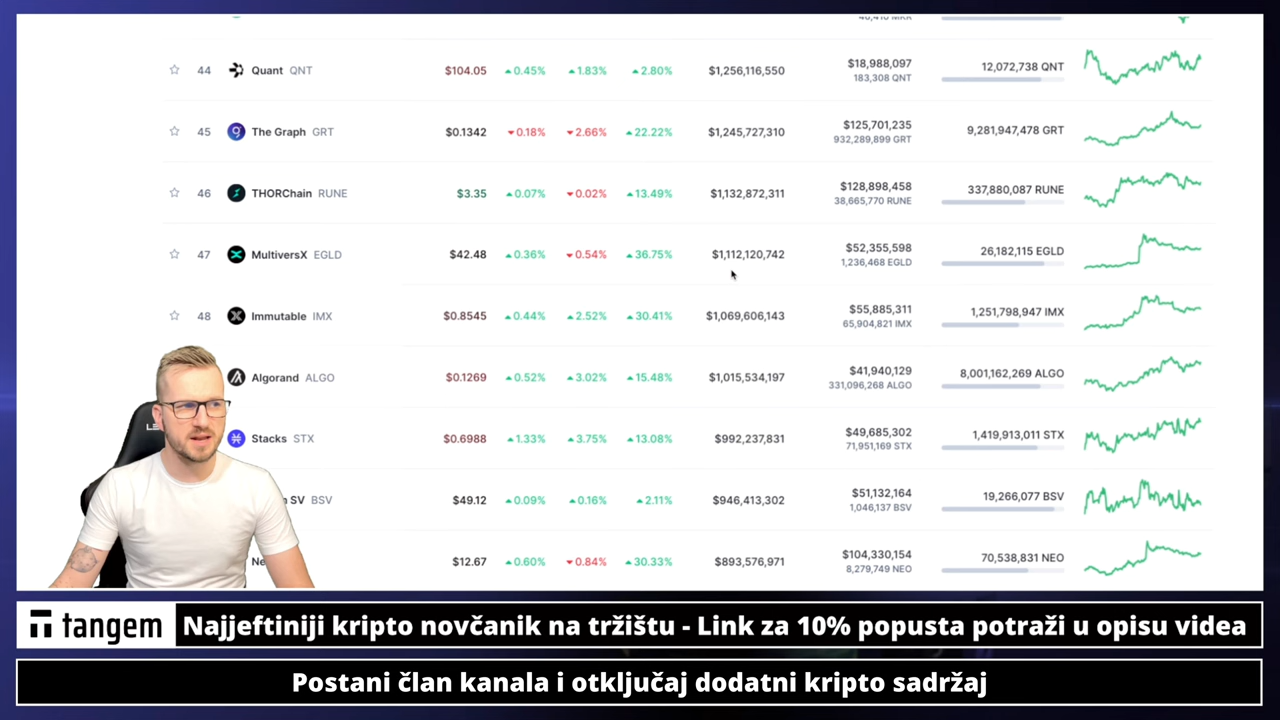 44 Quant QNT $104.05 0.45% 1.83% 2.80% $1,256,116,550 $18,988,097 12,072,738 QNT
183,308 QNT
45 The Graph GRT $0.1342 0.18% 2.66% 22.22% $1,245,727,310 $125,701,235 9,281,947,478 GRT
932,289,899 GRT
46 THORChain RUNE $3.35 0.07% 0.02% 13.49% $1,132,872,311 $128,898,458 337,880,087 RUNE
38,665,770 RUNE
47 MultiversX EGLD $42.48 0.36% 0.54% 36.75% $1,112,120,742 $52,355,598 26,182,115 EGLD
1,236,468 EGLD
48 Immutable IMX $0.8545 0.44% 2.52% 30.41% $1,069,606,143 $55,885,311 1,251,798,947 IMX
65,904,821 IMX
Algorand ALGO $0.1269 0.52% 3.02% 15.48% $1,015,534,197 $41,940,129 8,001,162,269 ALGO
331,096,268 ALGO
Stacks STX $0.6988 1.33% 3.75% 13.08% $992,237,831 $49,685,302 1,419,913,011 STX
71,951,169 STX
SV BSV $49.12 0.09% 0.16% 2.11% $946,413,302 $51,132,164 19,266,077 BSV
1,046,137 BSV
Ne $12.67 0.60% 0.84% 30.33% $893,576,971 $104,330,154 70,538,831 NEO
8,279,749 NEO
tangem Najjeftiniji kripto novčanik na tržištu - Link za 10% popusta potraži u opisu videa
Postani član kanala i otključaj dodatni kripto sadržaj